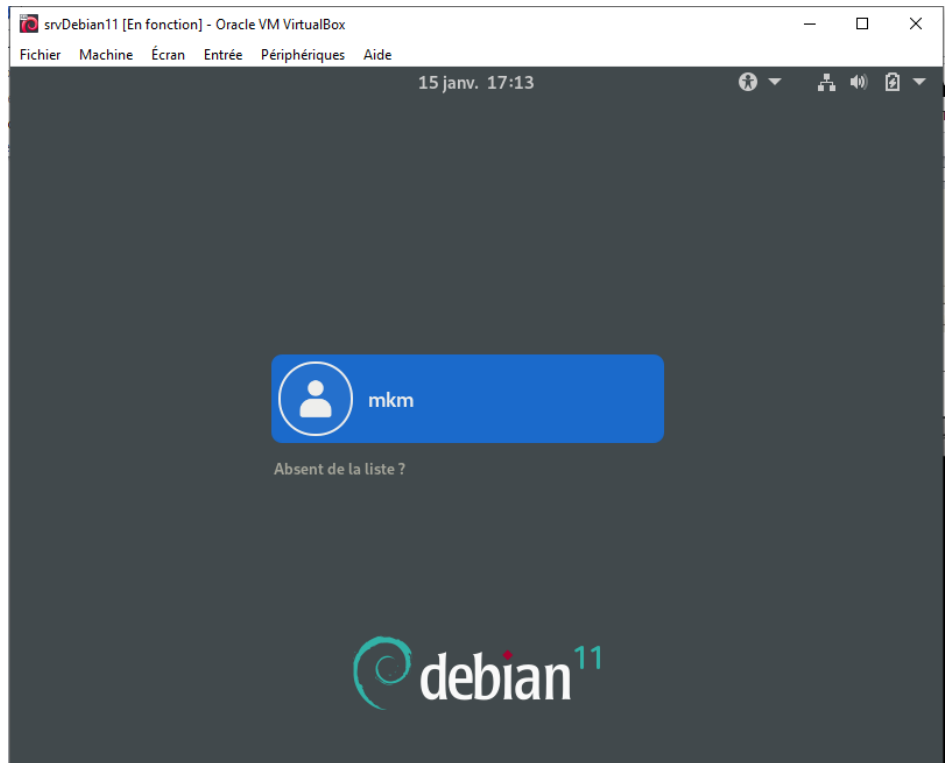 srvDebian11 [En fonction] - Oracle VM VirtualBox
Fichier Machine Écran Entrée Périphériques Aide
15 janv. 17:13
mkm
Absent de la liste ?
debian 11